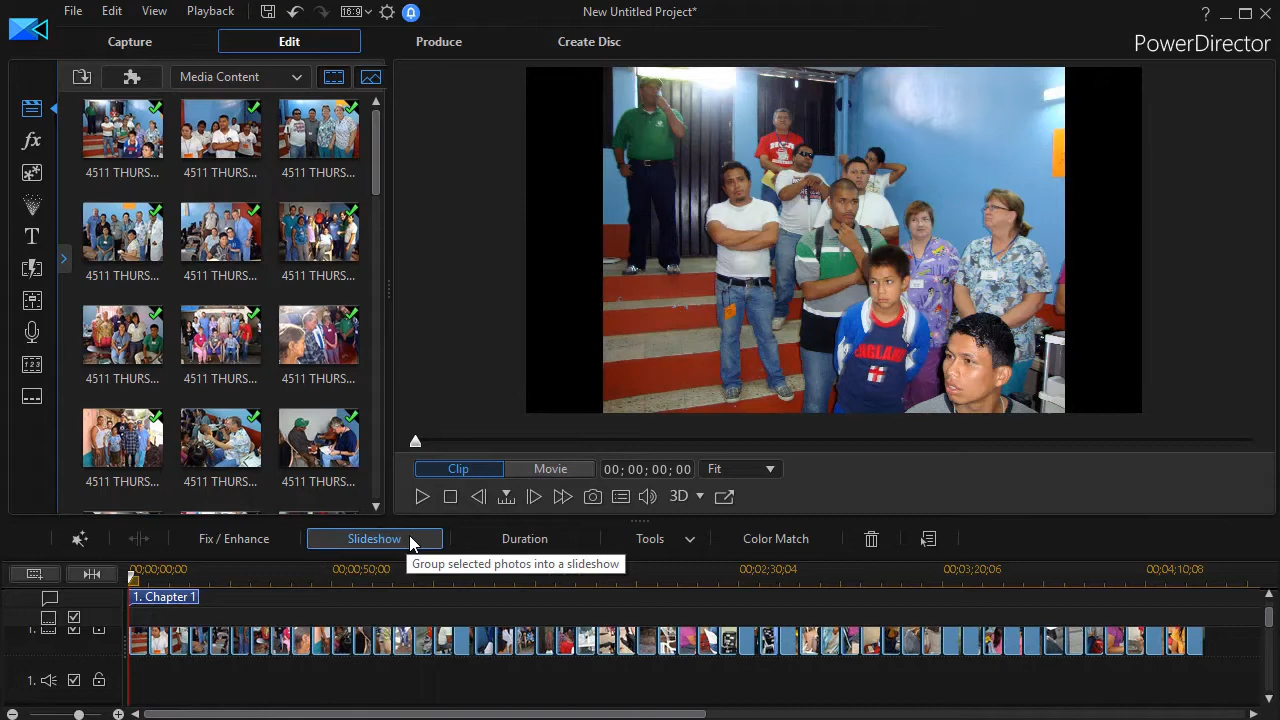 File Edit View Playback 16:9 New Untitled Project* ?
Capture Edit Produce Create Disc PowerDirector
Media Content
4511 THURS... 4511 THURS... 4511 THURS...
4511 THURS... 4511 THURS... 4511 THURS...
4511 THURS... 4511 THURS... 4511 THURS...
4511 THURS... 4511 THURS... 4511 THURS...
ENGLAND
Clip Movie 00; 00; 00; 00 Fit
3D
Fix / Enhance Slideshow Duration Tools Color Match
Group selected photos into a slideshow
00;00;00;00 00;00;50;00 00;02;30;04 00;03;20;06 00;04;10;08
1. Chapter 1
1.
1.